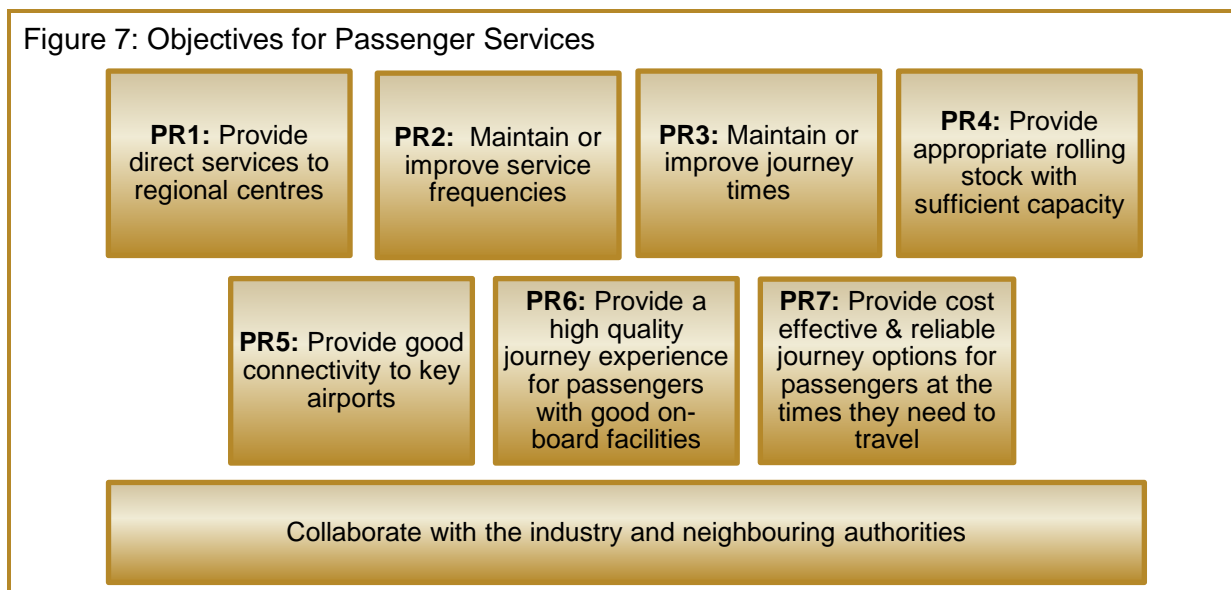 Figure 7: Objectives for Passenger Services
PR1: Provide
direct services to
regional centres
PR2: Maintain or
improve service
frequencies
PR3: Maintain or
improve journey
times
PR4: Provide
appropriate rolling
stock with
sufficient capacity
PR5: Provide good
connectivity to key
airports
PR6: Provide a
high quality
journey experience
for passengers
with good on-
board facilities
PR7: Provide cost
effective & reliable
journey options for
passengers at the
times they need to
travel
Collaborate with the industry and neighbouring authorities